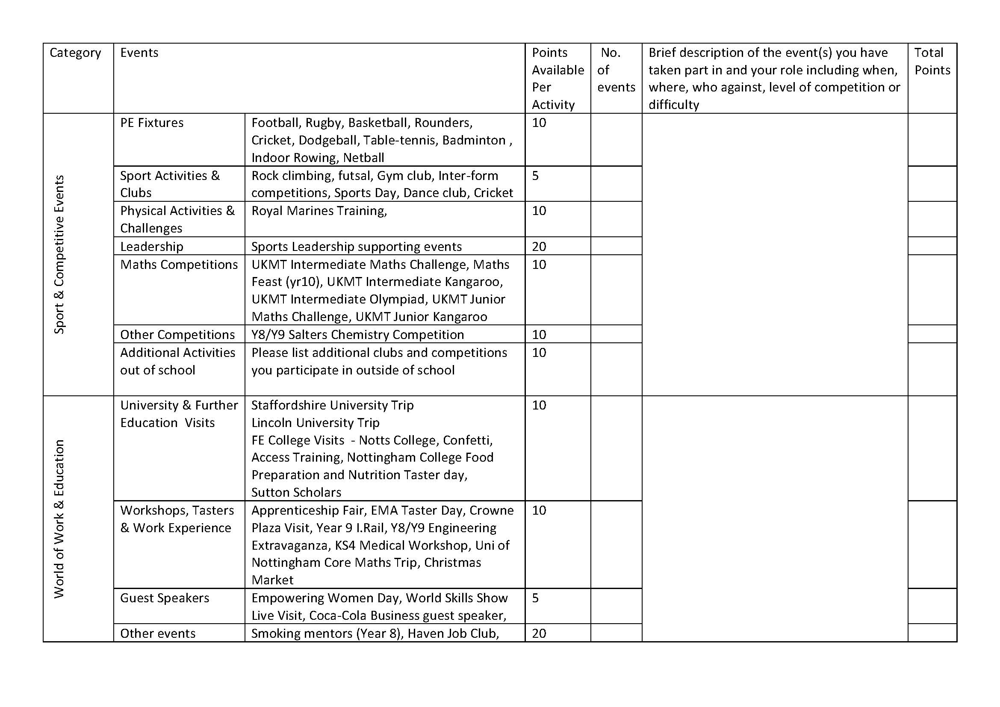 Category
Events
Points
Available
Per
Activity
No.
of
events
Brief description of the event(s) you have
taken part in and your role including when,
where, who against, level of competition or
difficulty
Total
Points
Sport & Competitive Events
PE Fixtures
Football, Rugby, Basketball, Rounders,
Cricket, Dodgeball, Table-tennis, Badminton ,
Indoor Rowing, Netball
10
Sport Activities &
Clubs
Rock climbing, futsal, Gym club, Inter-form
competitions, Sports Day, Dance club, Cricket
5
Physical Activities &
Challenges
Royal Marines Training,
10
Leadership
Sports Leadership supporting events
20
Maths Competitions
UKMT Intermediate Maths Challenge, Maths
Feast (yr10), UKMT Intermediate Kangaroo,
UKMT Intermediate Olympiad, UKMT Junior
Maths Challenge, UKMT Junior Kangaroo
10
Other Competitions
Y8/Y9 Salters Chemistry Competition
10
Additional Activities
out of school
Please list additional clubs and competitions
you participate in outside of school
10
World of Work & Education
University & Further
Education  Visits
Staffordshire University Trip
Lincoln University Trip
FE College Visits  - Notts College, Confetti,
Access Training, Nottingham College Food
Preparation and Nutrition Taster day,
Sutton Scholars
10
Workshops, Tasters
& Work Experience
Apprenticeship Fair, EMA Taster Day, Crowne
Plaza Visit, Year 9 I.Rail, Y8/Y9 Engineering
Extravaganza, KS4 Medical Workshop, Uni of
Nottingham Core Maths Trip, Christmas
Market
10
Guest Speakers
Empowering Women Day, World Skills Show
Live Visit, Coca-Cola Business guest speaker,
5
Other events
Smoking mentors (Year 8), Haven Job Club,
20